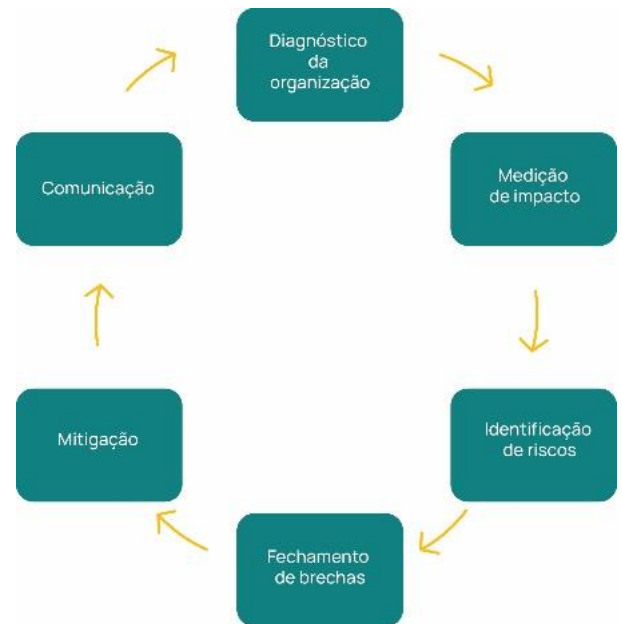 Diagnóstico
da
organização
Medição
de impacto
Identificação
de riscos
Fechamento
de brechas
Mitigação
Comunicação